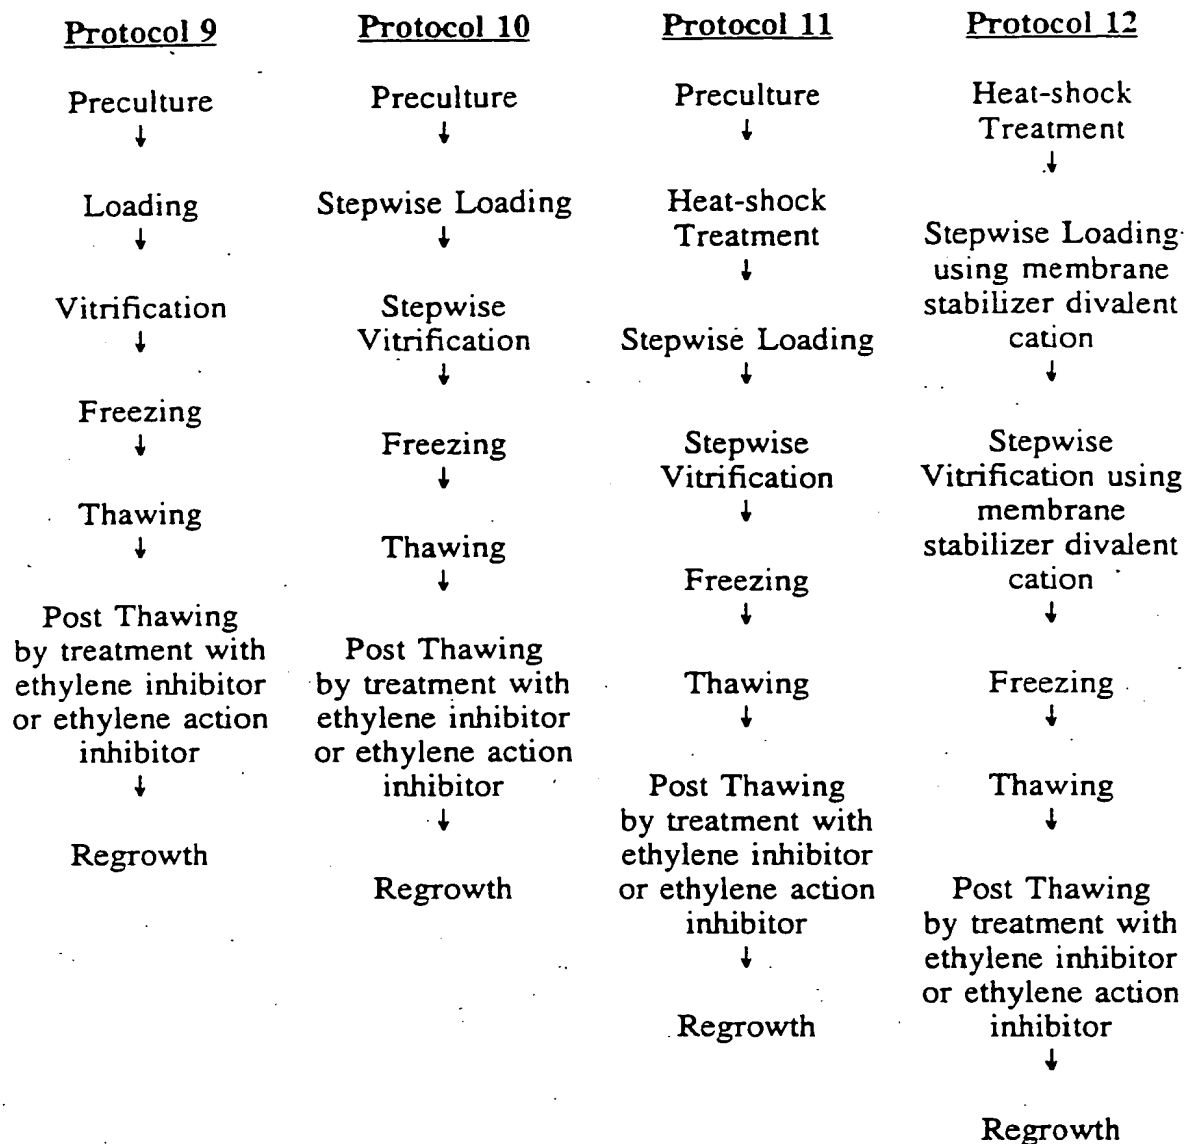 Protocol 9
Preculture
↓
Loading
↓
Vitrification
↓
Freezing
↓
Thawing
↓
Post Thawing
by treatment with
ethylene inhibitor
or ethylene action
inhibitor
↓
Regrowth
Protocol 10
Preculture
↓
Stepwise Loading
↓
Stepwise
Vitrification
↓
Freezing
↓
Thawing
↓
Post Thawing
by treatment with
ethylene inhibitor
or ethylene action
inhibitor
↓
Regrowth
Protocol 11
Preculture
↓
Heat-shock
Treatment
↓
Stepwise Loading
↓
Stepwise
Vitrification
↓
Freezing
↓
Thawing
↓
Post Thawing
by treatment with
ethylene inhibitor
or ethylene action
inhibitor
↓
Regrowth
Protocol 12
Heat-shock
Treatment
↓
Stepwise Loading
using membrane
stabilizer divalent
cation
↓
Stepwise
Vitrification using
membrane
stabilizer divalent
cation
↓
Freezing
↓
Thawing
↓
Post Thawing
by treatment with
ethylene inhibitor
or ethylene action
inhibitor
↓
Regrowth